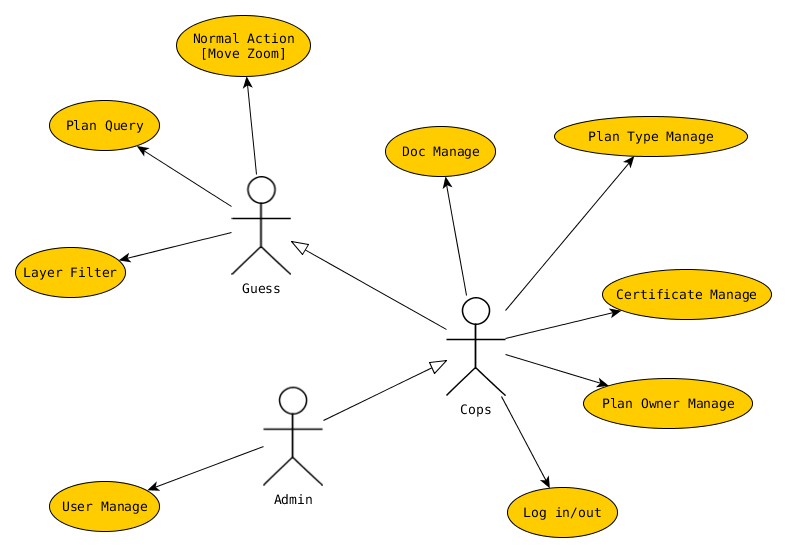 Normal Action
[Move Zoom]
Plan Query
Plan Type Manage
Doc Manage
Layer Filter
Guess
Certificate Manage
Plan Owner Manage
Cops
Admin
User Manage
Log in/out